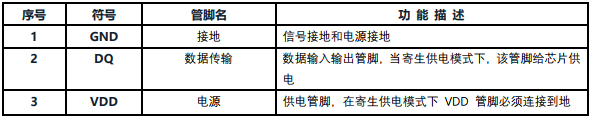 序号 符号 管脚名 功 能 描 述
1 GND 接地 信号接地和电源接地
2 DQ 数据传输 数据输入输出管脚，当寄生供电模式下，该管脚给芯片供
电
3 VDD 电源 供电管脚，在寄生供电模式下 VDD 管脚必须连接到地